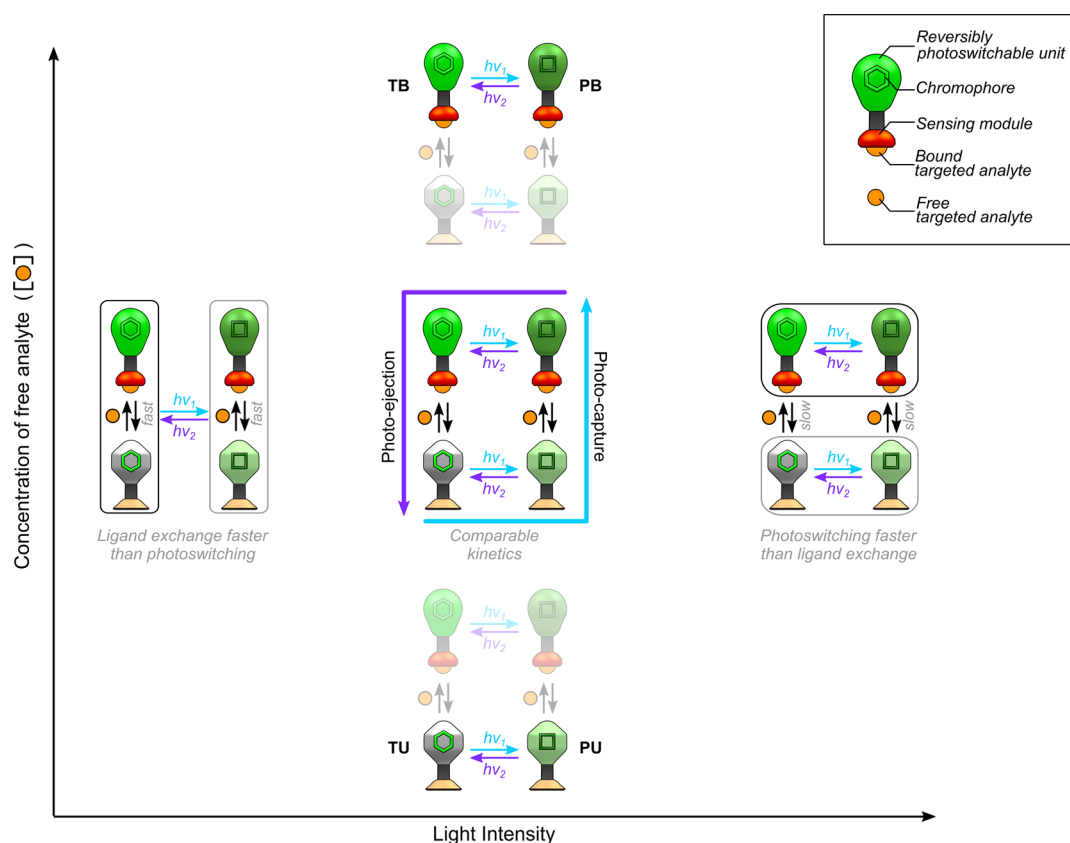 Reversibly
photoswitchable unit
Chromophore
Sensing module
Bound
targeted analyte
Free
targeted analyte
Concentration of free analyte ([ ])
TB
hv1
hv2
PB
hv1
hv2
fast
hv1
hv2
fast
Ligand exchange faster
than photoswitching
Photo-ejection
hv1
hv2
hv1
hv2
Photo-capture
Comparable
kinetics
hv1
hv2
slow
slow
hv1
hv2
Photoswiting faster
than ligand exchange
hv1
hv2
TU
hv1
hv2
PU
Light Intensity